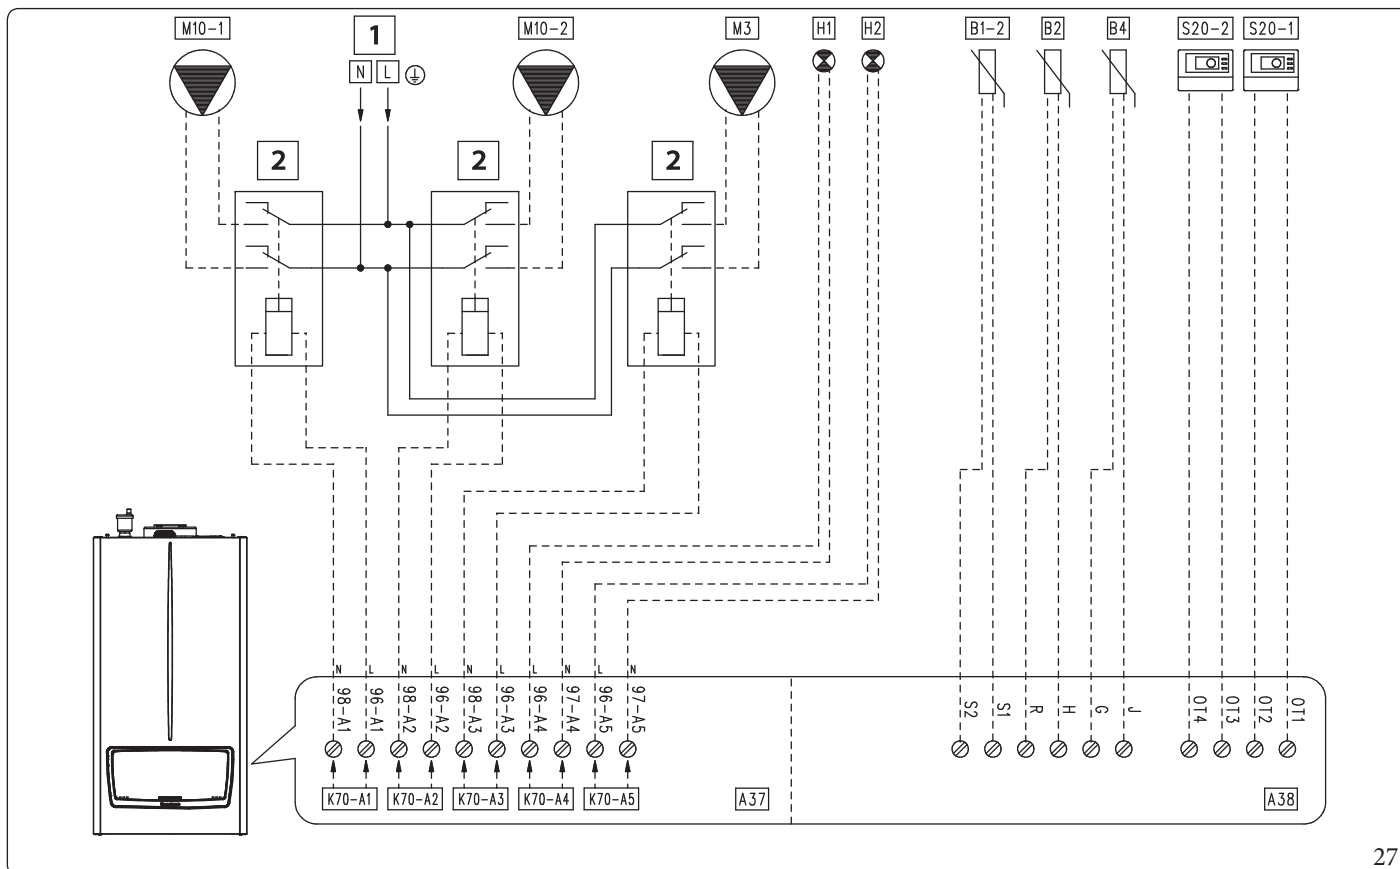 M10-1
1
M10-2
M3
H1
H2
B1-2
B2
B4
S20-2
S20-1
N
L
2
2
2
N
L
N
L
N
L
L
N
L
N
98-A1
96-A1
98-A2
96-A2
98-A3
96-A3
96-A4
97-A4
96-A5
97-A5
S2
S1
R
H
G
J
OT4
OT3
OT2
OT1
K70-A1
K70-A2
K70-A3
K70-A4
K70-A5
A37
A38
27